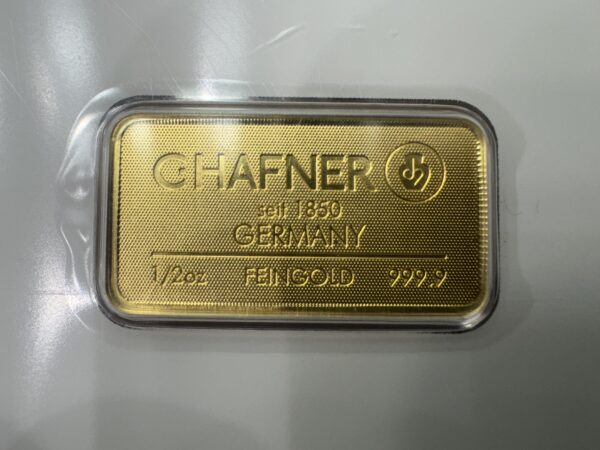 C·HAFNER
seit 1850
GERMANY
1/2oz FEINGOLD 999.9